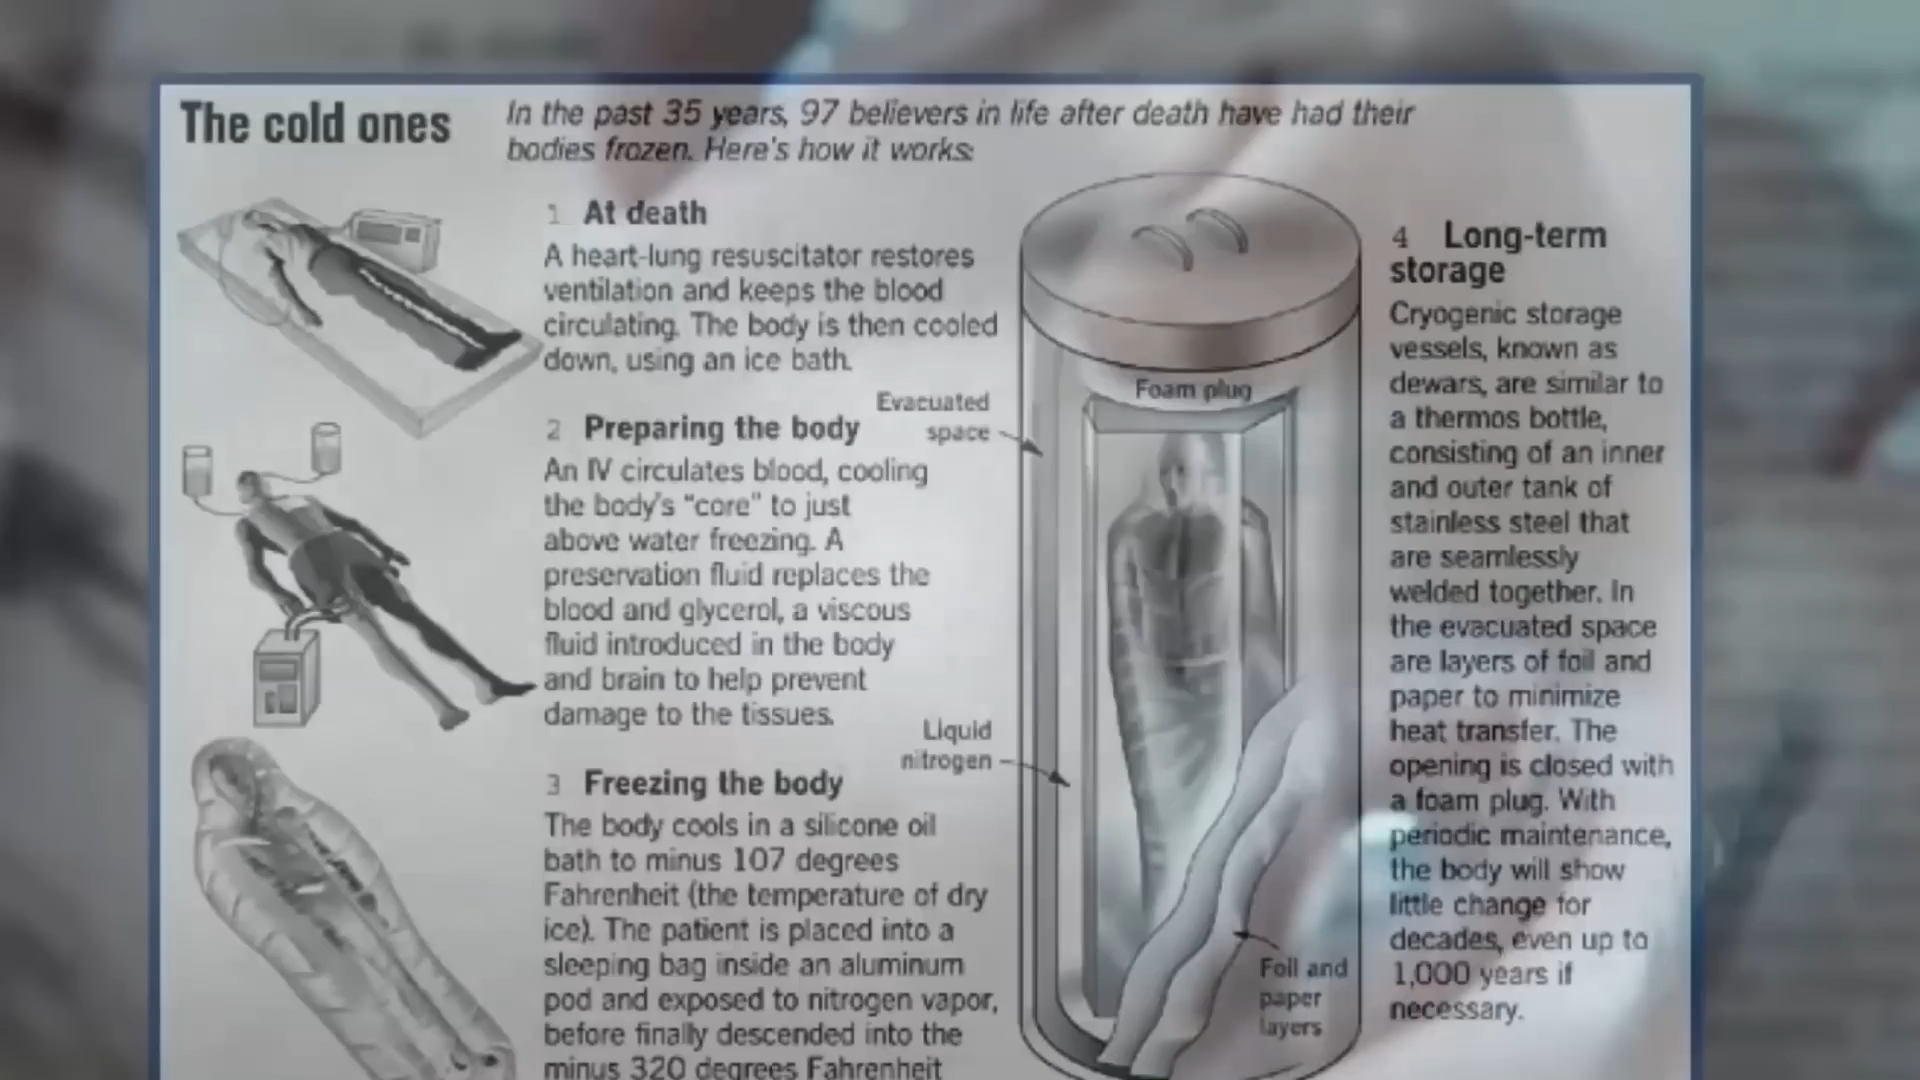 The cold ones
In the past 35 years, 97 believers in life after death have had their
bodies frozen. Here's how it works:
1 At death
A heart-lung resuscitator restores
ventilation and keeps the blood
circulating. The body is then cooled
down, using an ice bath.
2 Preparing the body
An IV circulates blood, cooling
the body's "core" to just
above water freezing. A
preservation fluid replaces the
blood and glycerol, a viscous
fluid introduced in the body
and brain to help prevent
damage to the tissues.
3 Freezing the body
The body cools in a silicone oil
bath to minus 107 degrees
Fahrenheit (the temperature of dry
ice). The patient is placed into a
sleeping bag inside an aluminum
pod and exposed to nitrogen vapor,
before finally descended into the
minus 320 degrees Fahrenheit
Evacuated
space
Foam plug
Liquid
nitrogen
Foil and
paper
layers
4 Long-term
storage
Cryogenic storage
vessels, known as
dewars, are similar to
a thermos bottle,
consisting of an inner
and outer tank of
stainless steel that
are seamlessly
welded together. In
the evacuated space
are layers of foil and
paper to minimize
heat transfer. The
opening is closed with
a foam plug. With
periodic maintenance,
the body will show
little change for
decades, even up to
1,000 years if
necessary.